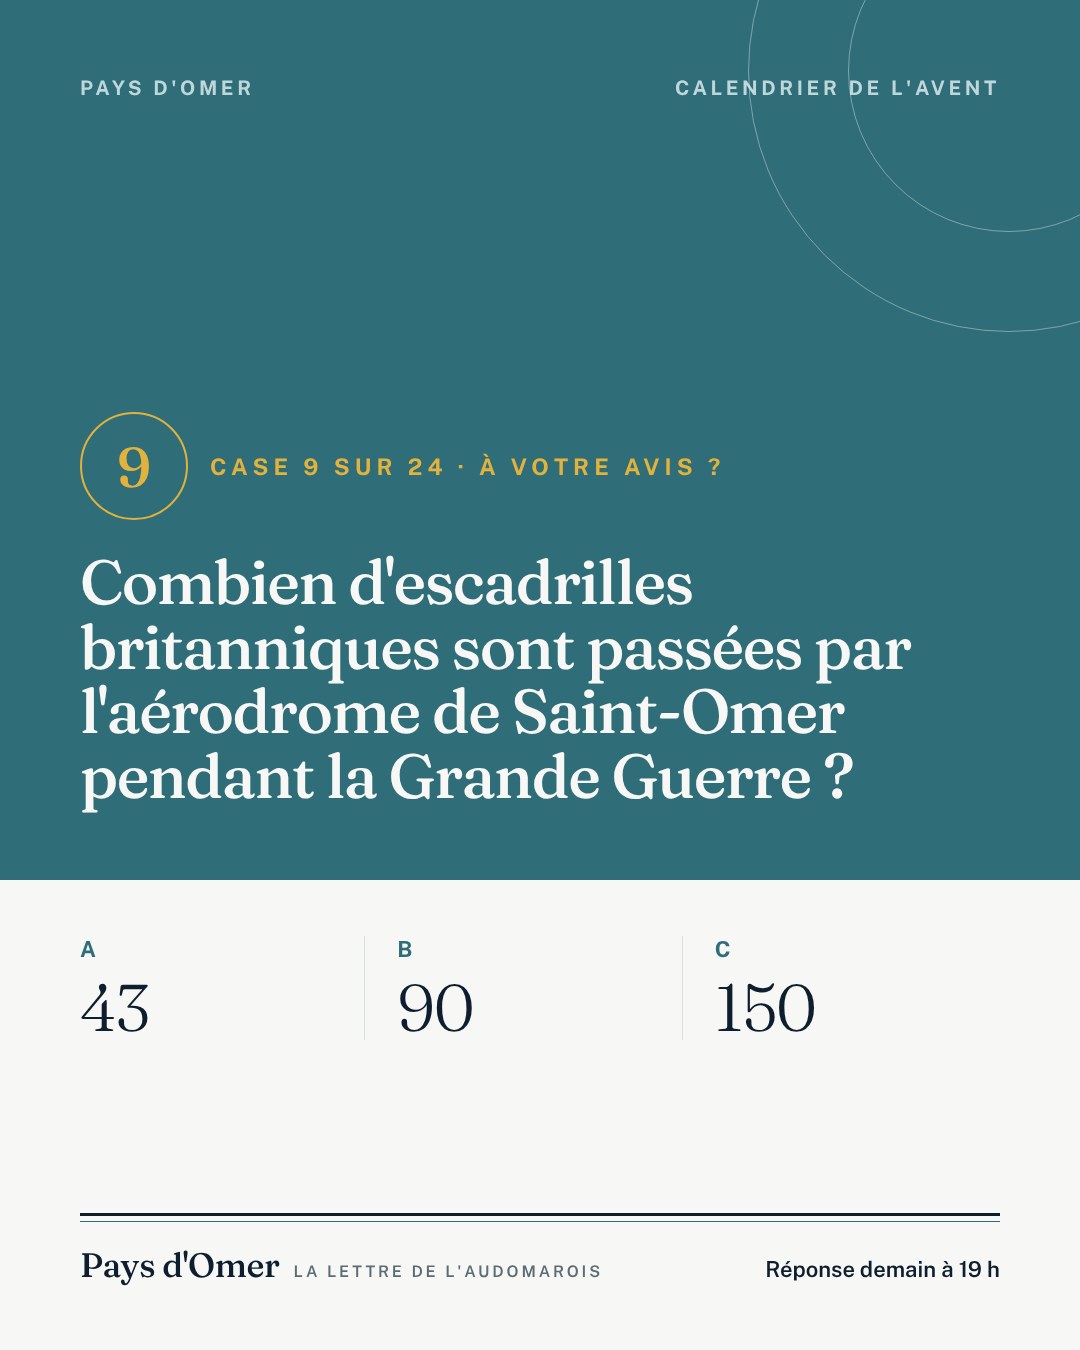 PAYS D'OMER
CALENDRIER DE L'AVENT
9
CASE 9 SUR 24 · À VOTRE AVIS ?
Combien d'escadrilles
britanniques sont passées par
l'aérodrome de Saint-Omer
pendant la Grande Guerre ?
A
43
B
90
C
150
Pays d'Omer LA LETTRE DE L'AUDOMAROIS
Réponse demain à 19 h